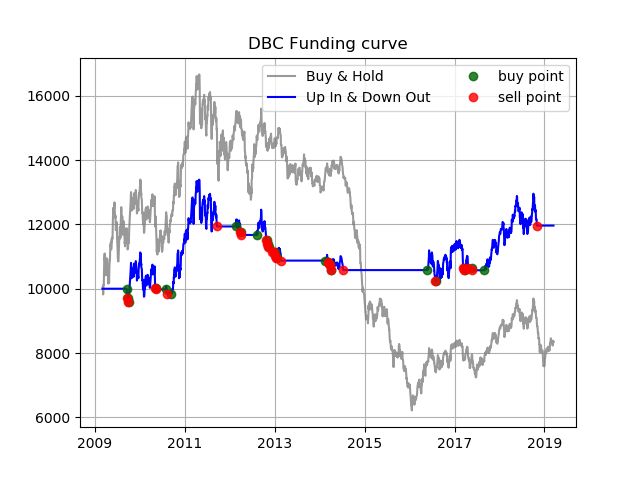 DBC Funding curve
Buy & Hold
Up In & Down Out
buy point
sell point
16000
14000
12000
10000
8000
6000
2009 2011 2013 2015 2017 2019